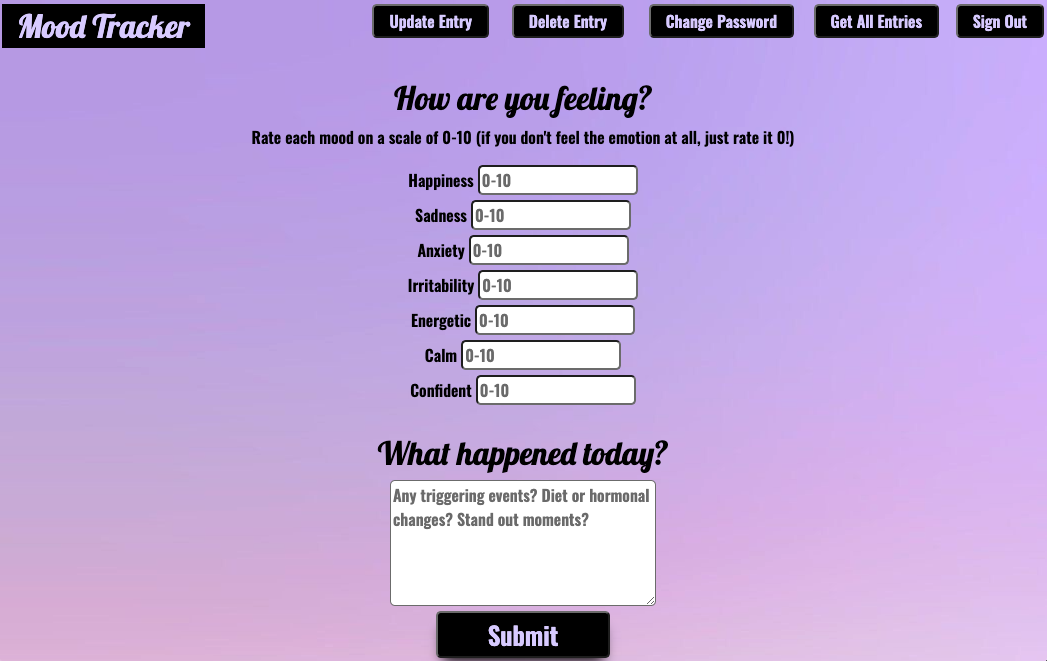 Mood Tracker
Update Entry
Delete Entry
Change Password
Get All Entries
Sign Out
How are you feeling?
Rate each mood on a scale of 0-10 (if you don't feel the emotion at all, just rate it 0!)
Happiness 0-10
Sadness 0-10
Anxiety 0-10
Irritability 0-10
Energetic 0-10
Calm 0-10
Confident 0-10
What happened today?
Any triggering events? Diet or hormonal
changes? Stand out moments?
Submit